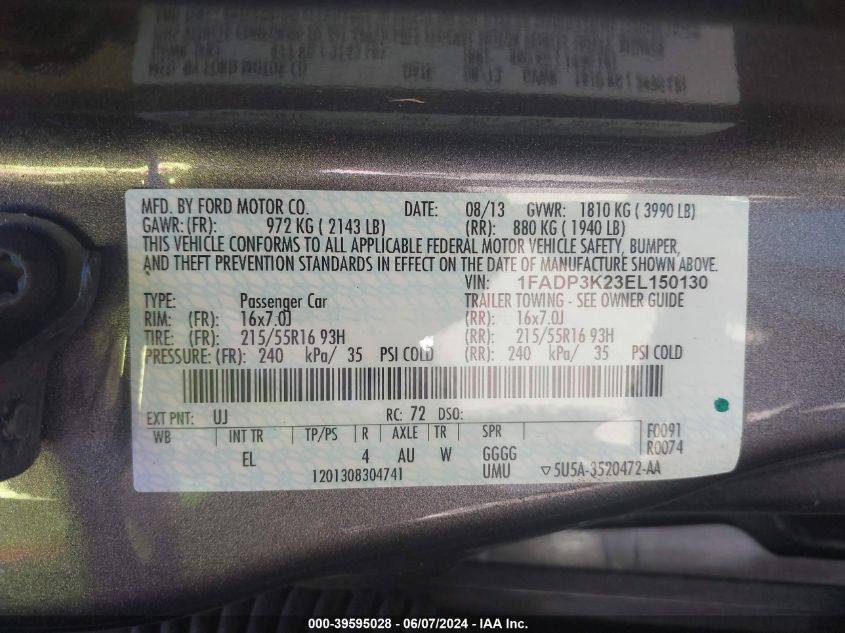 MFD. BY FORD MOTOR CO. DATE: 08/13 GVWR: 1810 KG ( 3990 LB)
GAWR: (FR): 972 KG ( 2143 LB) (RR): 880 KG ( 1940 LB)
THIS VEHICLE CONFORMS TO ALL APPLICABLE FEDERAL MOTOR VEHICLE SAFETY, BUMPER,
AND THEFT PREVENTION STANDARDS IN EFFECT ON THE DATE OF MANUFACTURE SHOWN ABOVE.
VIN: 1FADP3K23EL150130
TYPE: Passenger Car TRAILER TOWING - SEE OWNER GUIDE
RIM: (FR): 16x7.0J (RR): 16x7.0J
TIRE: (FR): 215/55R16 93H (RR): 215/55R16 93H
PRESSURE: (FR): 240 kPa/ 35 PSI COLD (RR): 240 kPa/ 35 PSI COLD
EXT PNT: UJ RC: 72 DSO:
WB INT TR TP/PS R AXLE TR SPR F0091
EL 4 AU W GGGG R0074
1201308304741 UMU ▽5U5A-3520472-AA
000-39595028 - 06/07/2024 - IAA Inc.